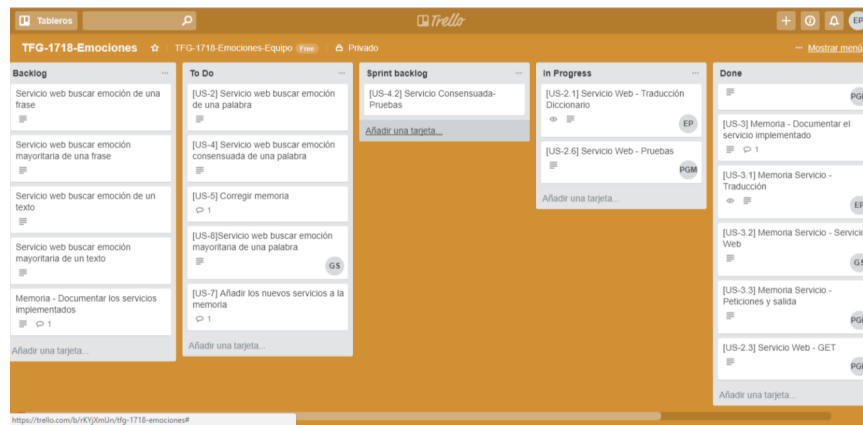 Tableros
Trello
EP
TFG-1718-Emociones
TFG-1718-Emociones-Equipo Free
Privado
Mostrar menú
Backlog
Servicio web buscar emoción de una
frase
Servicio web buscar emoción
mayoritaria de una frase
Servicio web buscar emoción de un
texto
Servicio web buscar emoción
mayoritaria de un texto
Memoria - Documentar los servicios
implementados
1
Añadir una tarjeta...
To Do
[US-2] Servicio web buscar emoción
de una palabra
[US-4] Servicio web buscar emoción
consensuada de una palabra
[US-5] Corregir memoria
1
[US-8]Servicio web buscar emoción
mayoritaria de una palabra
GS
[US-7] Añadir los nuevos servicios a la
memoria
1
Añadir una tarjeta...
Sprint backlog
[US-4.2] Servicio Consensuada-
Pruebas
Añadir una tarjeta...
In Progress
[US-2.1] Servicio Web - Traducción
Diccionario
EP
[US-2.6] Servicio Web - Pruebas
PGM
Añadir una tarjeta...
Done
PGM
[US-3] Memoria - Documentar el
servicio implementado
1
[US-3.1] Memoria Servicio -
Traducción
EP
[US-3.2] Memoria Servicio - Servicio
Web
GS
[US-3.3] Memoria Servicio -
Peticiones y salida
PGM
[US-2.3] Servicio Web - GET
PGM
Añadir una tarjeta...
https://trello.com/b/rKYjXmUn/tfg-1718-emociones#